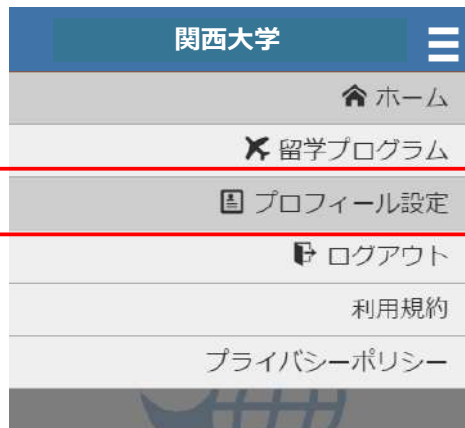 関西大学
ホーム
留学プログラム
プロフィール設定
ログアウト
利用規約
プライバシーポリシー